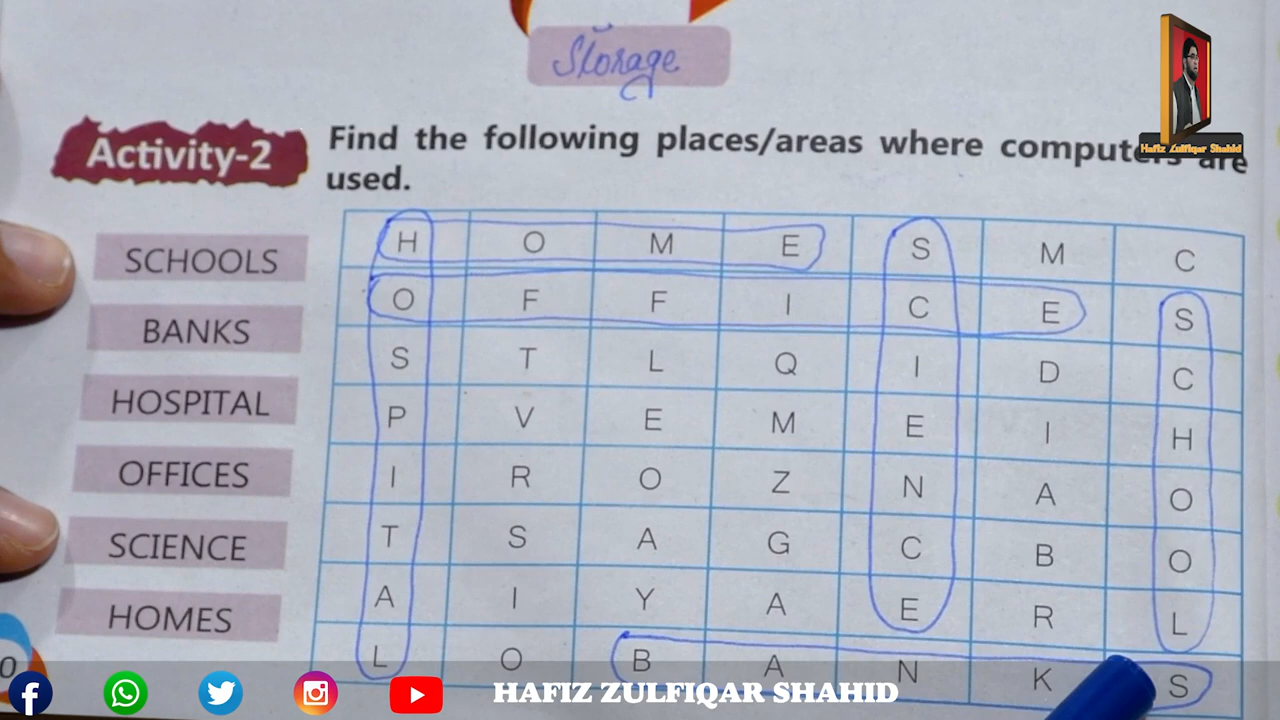 Storage
Activity-2
Find the following places/areas where computers are
used.
Hafiz Zulfiqar Shahid
SCHOOLS
BANKS
HOSPITAL
OFFICES
SCIENCE
HOMES
H O M E S M C
O F F I C E S
S T L Q I D C
P V E M E I H
I R O Z N A O
T S A G C B O
A I Y A E R L
L O B A N K S
0
HAFIZ ZULFIQAR SHAHID